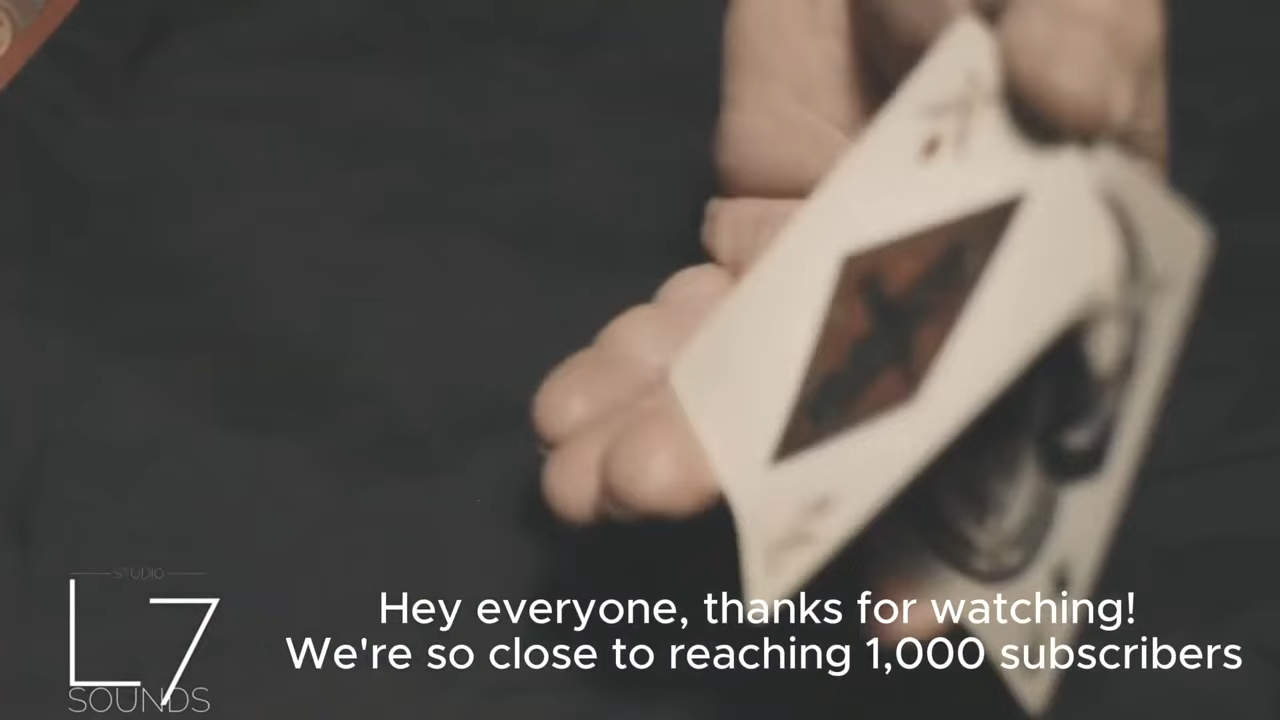 STUDIO
L7
SOUNDS
Hey everyone, thanks for watching!
We're so close to reaching 1,000 subscribers